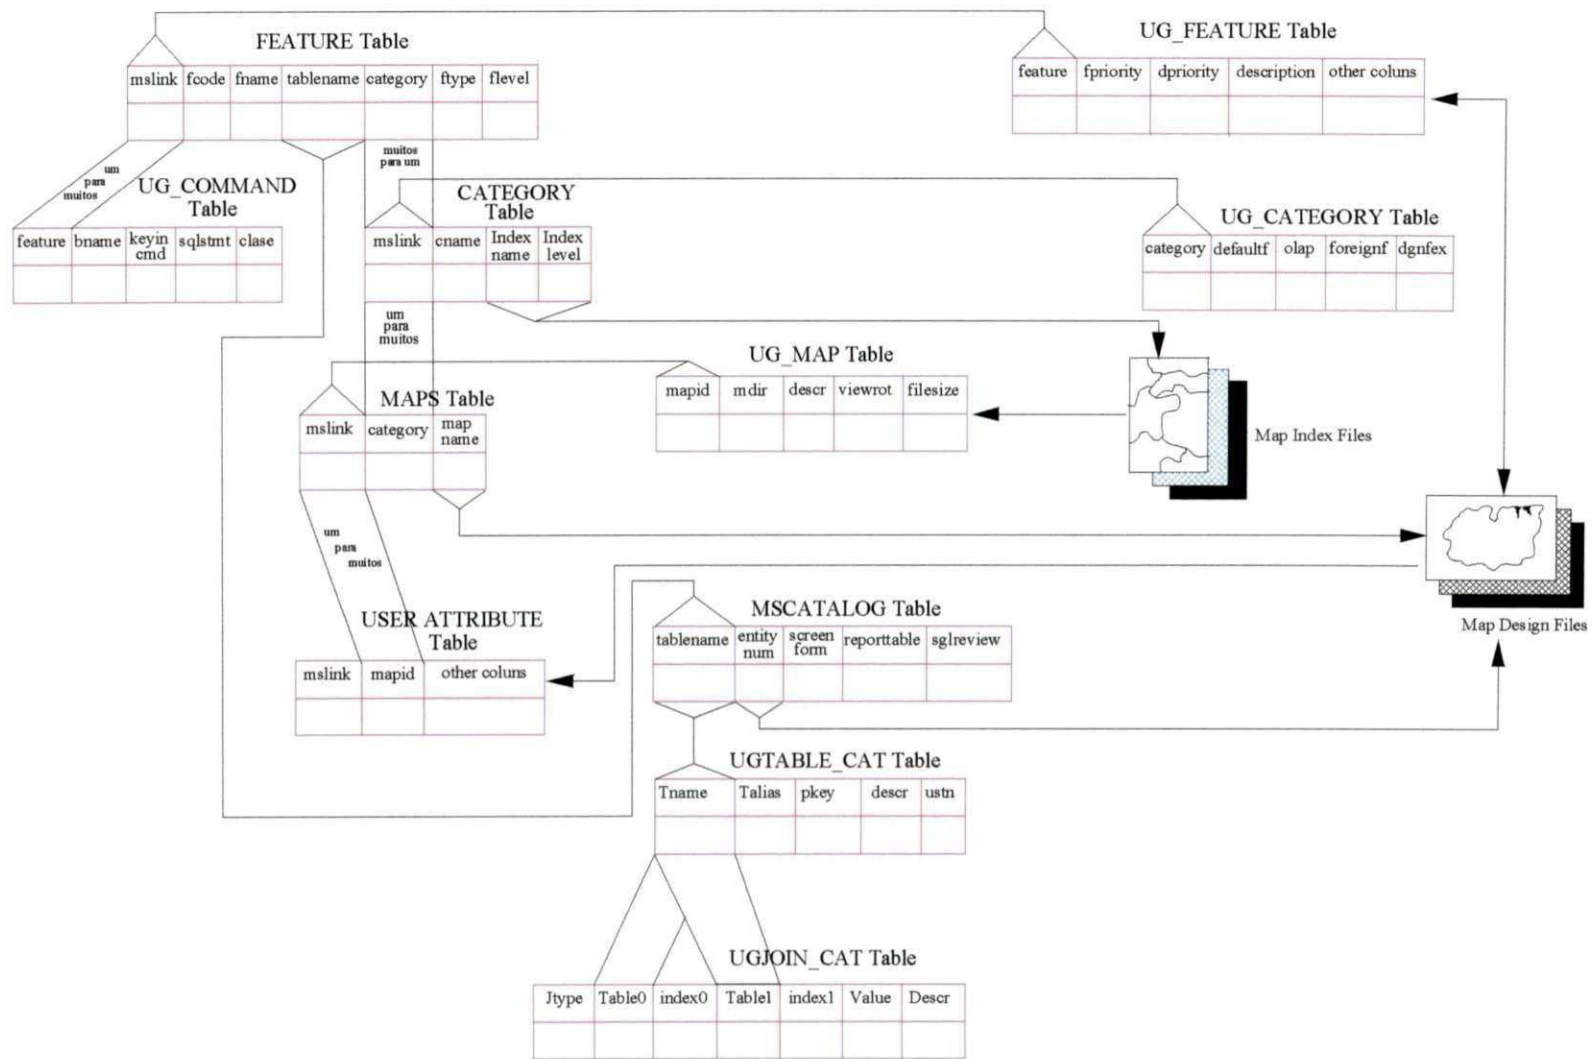 FEATURE Table
mslink fcode fname tablename category ftype flevel
UG_FEATURE Table
feature fpriority dpriority description other coluns
um
para
muitos
muitos
para um
UG_COMMAND
Table
feature bname keyin cmd sqlstmt clase
CATEGORY
Table
mslink cname Index name Index level
UG_CATEGORY Table
category defaultf olap foreignf dgnfex
um
para
muitos
UG_MAP Table
mapid mdir descr viewrot filesize
MAPS Table
mslink category map name
Map Index Files
um
para
muitos
Map Design Files
USER ATTRIBUTE
Table
mslink mapid other coluns
MSCATALOG Table
tablename entity num screen form reporttable sglreview
UGTABLE_CAT Table
Tname Talias pkey descr ustn
UGJOIN_CAT Table
Jtype Table0 index0 Table1 index1 Value Descr